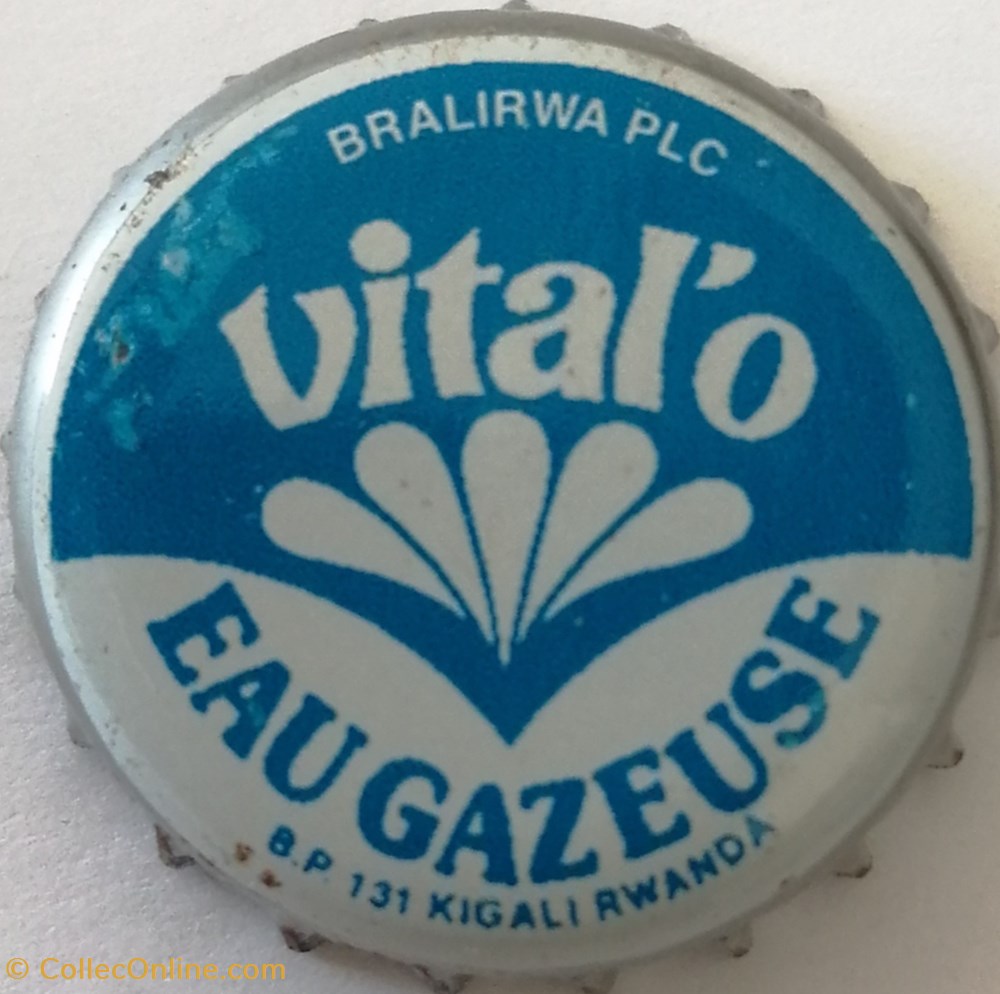 BRALIRWA PLC
vital'o
EAU GAZEUSE
B.P. 131 KIGALI RWANDA
© CollecOnline.com